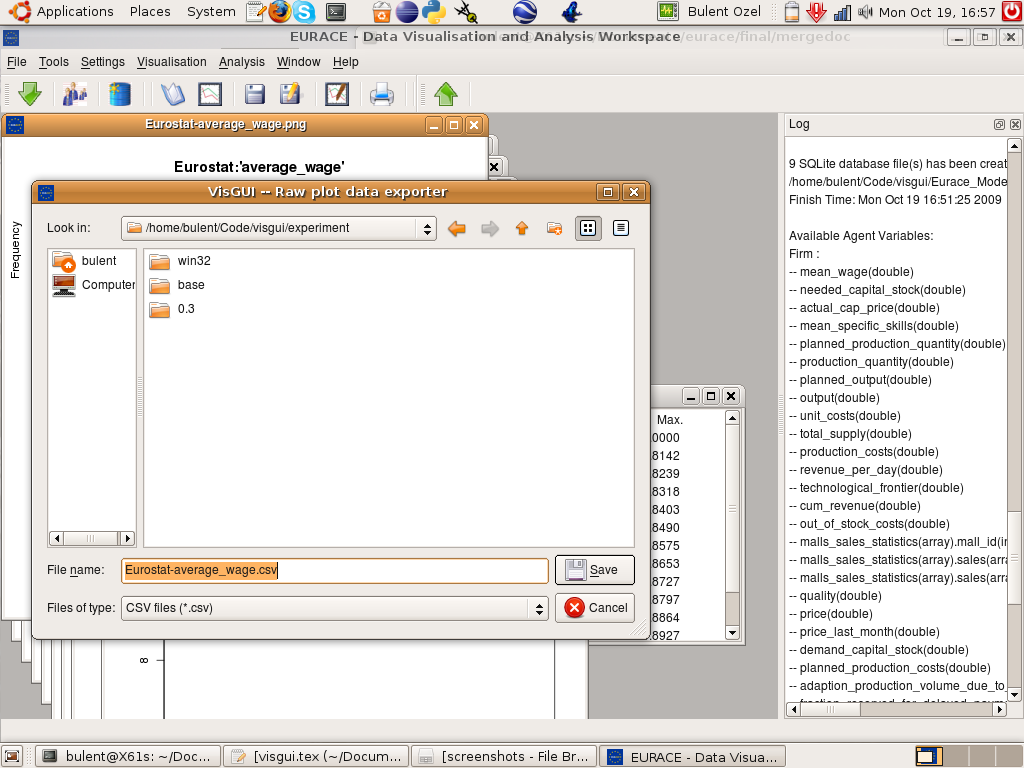 Applications Places System Bulent Ozel Mon Oct 19, 16:57
EURACE - Data Visualisation and Analysis Workspace
File Tools Settings Visualisation Analysis Window Help
Eurostat-average_wage.png
Eurostat:'average_wage'
Frequency
VisGUI -- Raw plot data exporter
Look in: /home/bulent/Code/visgui/experiment
bulent
Computer
win32
base
0.3
File name: Eurostat-average_wage.csv Save
Files of type: CSV files (*.csv) Cancel
Max.
0000
8142
8239
8318
8403
8490
8575
8653
8727
8797
8864
8927
8
Log
9 SQLite database file(s) has been creat
/home/bulent/Code/visgui/Eurace_Mode
Finish Time: Mon Oct 19 16:51:25 2009
Available Agent Variables:
Firm :
-- mean_wage(double)
-- needed_capital_stock(double)
-- actual_cap_price(double)
-- mean_specific_skills(double)
-- planned_production_quantity(double)
-- production_quantity(double)
-- planned_output(double)
-- output(double)
-- unit_costs(double)
-- total_supply(double)
-- production_costs(double)
-- revenue_per_day(double)
-- technological_frontier(double)
-- cum_revenue(double)
-- out_of_stock_costs(double)
-- malls_sales_statistics(array).mall_id(in
-- malls_sales_statistics(array).sales(arra
-- malls_sales_statistics(array).sales(arra
-- quality(double)
-- price(double)
-- price_last_month(double)
-- demand_capital_stock(double)
-- planned_production_costs(double)
-- adaption_production_volume_due_to_
bulent@X61s: ~/Doc... [visgui.tex (~/Docum... [screenshots - File Br... EURACE - Data Visua...